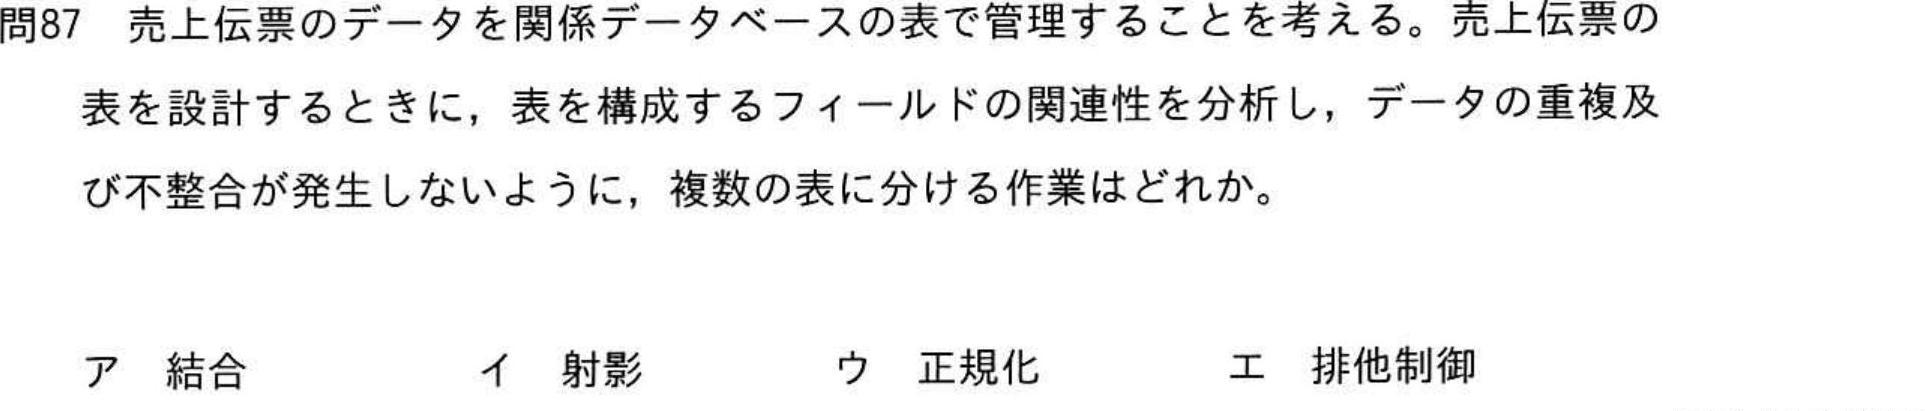 問87 売上伝票のデータを関係データベースの表で管理することを考える。売上伝票の
表を設計するときに，表を構成するフィールドの関連性を分析し，データの重複及
び不整合が発生しないように，複数の表に分ける作業はどれか。
ア 結合 イ 射影 ウ 正規化 エ 排他制御